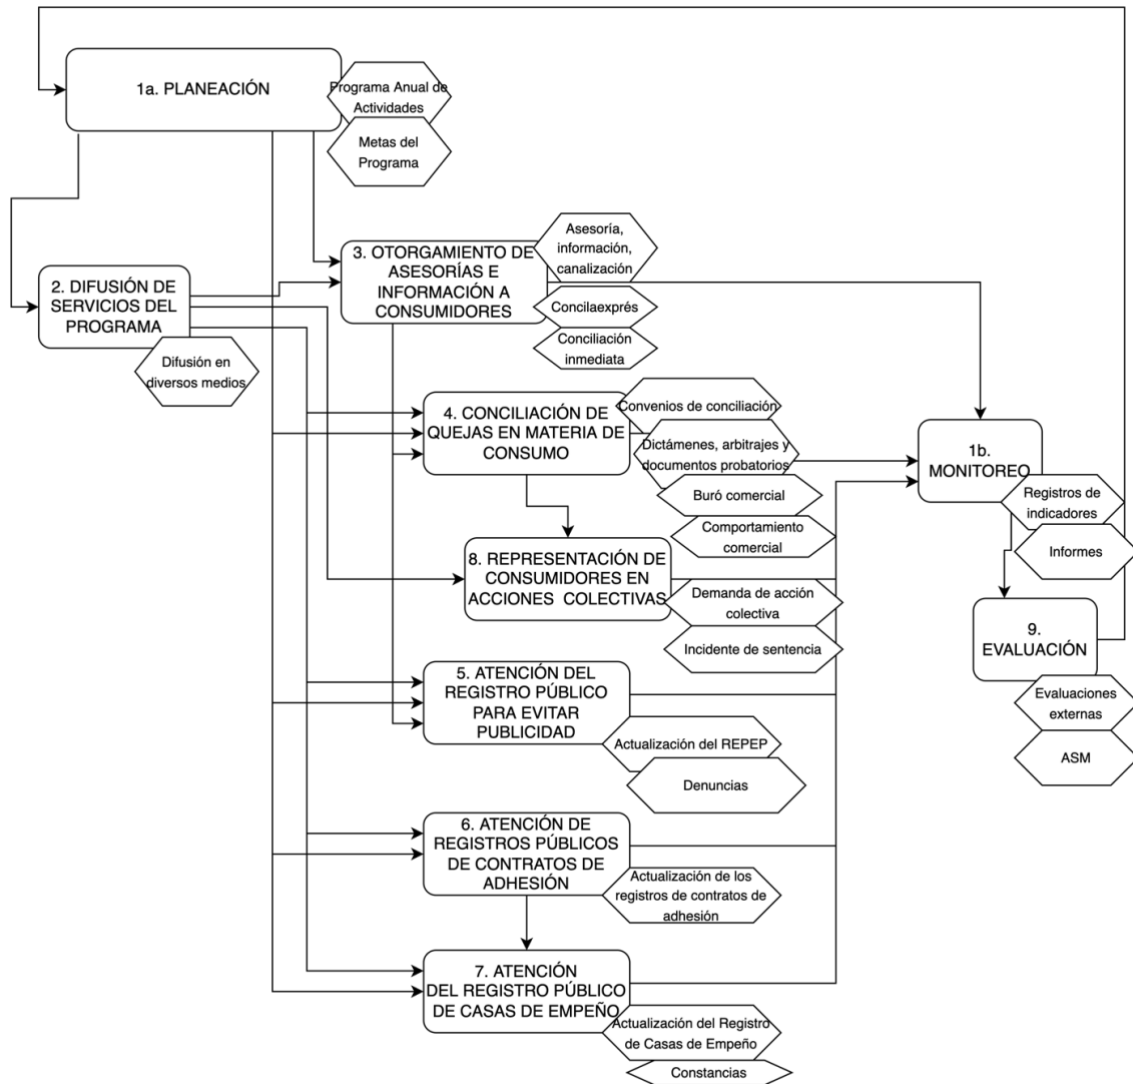 1a. PLANEACIÓN
Programa Anual de
Actividades
Metas del
Programa
2. DIFUSIÓN DE
SERVICIOS DEL
PROGRAMA
Difusión en
diversos medios
3. OTORGAMIENTO DE
ASESORÍAS E
INFORMACIÓN A
CONSUMIDORES
Asesoría,
información,
canalización
Concilaexprés
Conciliación
inmediata
4. CONCILIACIÓN DE
QUEJAS EN MATERIA DE
CONSUMO
Convenios de conciliación
Dictámenes, arbitrajes y
documentos probatorios
Buró comercial
Comportamiento
comercial
1b.
MONITOREO
Registros de
indicadores
Informes
8. REPRESENTACIÓN DE
CONSUMIDORES EN
ACCIONES COLECTIVAS
Demanda de acción
colectiva
Incidente de sentencia
9.
EVALUACIÓN
Evaluaciones
externas
ASM
5. ATENCIÓN DEL
REGISTRO PÚBLICO
PARA EVITAR
PUBLICIDAD
Actualización del REPEP
Denuncias
6. ATENCIÓN DE
REGISTROS PÚBLICOS
DE CONTRATOS DE
ADHESIÓN
Actualización de los
registros de contratos de
adhesión
7. ATENCIÓN
DEL REGISTRO PÚBLICO
DE CASAS DE EMPEÑO
Actualización del Registro
de Casas de Empeño
Constancias